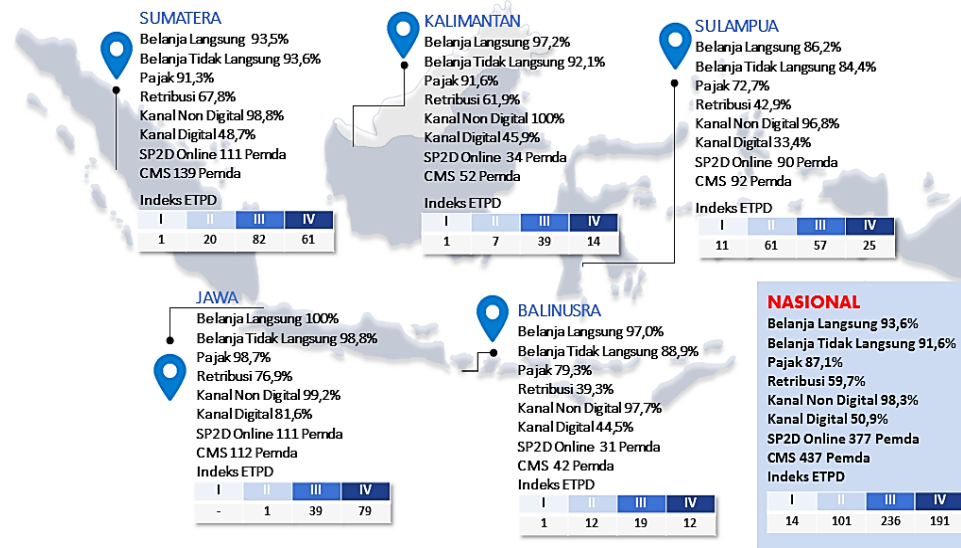 SUMATERA
Belanja Langsung 93,5%
Belanja Tidak Langsung 93,6%
Pajak 91,3%
Retribusi 67,8%
Kanal Non Digital 98,8%
Kanal Digital 48,7%
SP2D Online 111 Pemda
CMS 139 Pemda
Indeks ETPD
I II III IV
1 20 82 61
KALIMANTAN
Belanja Langsung 97,2%
Belanja Tidak Langsung 92,1%
Pajak 91,6%
Retribusi 61,9%
Kanal Non Digital 100%
Kanal Digital 45,9%
SP2D Online 34 Pemda
CMS 52 Pemda
Indeks ETPD
I II III IV
1 7 39 14
SULAMPUA
Belanja Langsung 86,2%
Belanja Tidak Langsung 84,4%
Pajak 72,7%
Retribusi 42,9%
Kanal Non Digital 96,8%
Kanal Digital 33,4%
SP2D Online 90 Pemda
CMS 92 Pemda
Indeks ETPD
I II III IV
11 61 57 25
JAWA
Belanja Langsung 100%
Belanja Tidak Langsung 98,8%
Pajak 98,7%
Retribusi 76,9%
Kanal Non Digital 99,2%
Kanal Digital 81,6%
SP2D Online 111 Pemda
CMS 112 Pemda
Indeks ETPD
I II III IV
- 1 39 79
BALINUSRA
Belanja Langsung 97,0%
Belanja Tidak Langsung 88,9%
Pajak 79,3%
Retribusi 39,3%
Kanal Non Digital 97,7%
Kanal Digital 44,5%
SP2D Online 31 Pemda
CMS 42 Pemda
Indeks ETPD
I II III IV
1 12 19 12
NASIONAL
Belanja Langsung 93,6%
Belanja Tidak Langsung 91,6%
Pajak 87,1%
Retribusi 59,7%
Kanal Non Digital 98,3%
Kanal Digital 50,9%
SP2D Online 377 Pemda
CMS 437 Pemda
Indeks ETPD
I II III IV
14 101 236 191